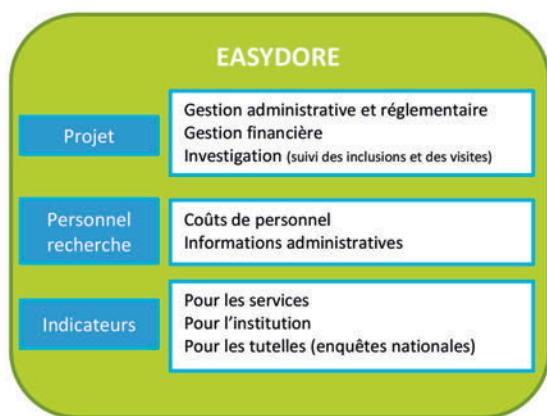 EASYDORE
Projet
Gestion administrative et réglementaire
Gestion financière
Investigation (suivi des inclusions et des visites)
Personnel
recherche
Coûts de personnel
Informations administratives
Indicateurs
Pour les services
Pour l'institution
Pour les tutelles (enquêtes nationales)